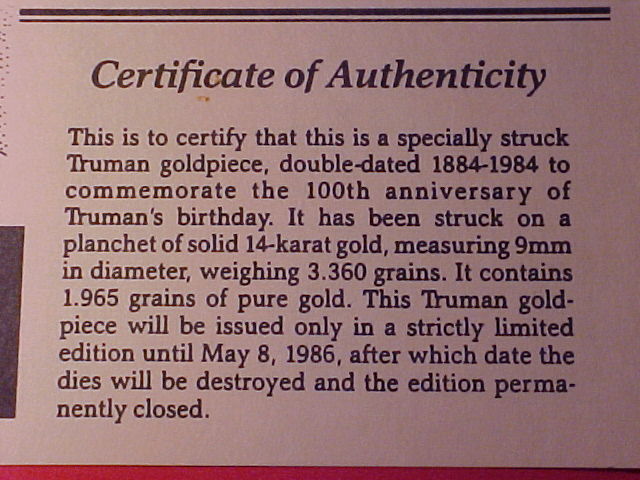 Certificate of Authenticity
This is to certify that this is a specially struck
Truman goldpiece, double-dated 1884-1984 to
commemorate the 100th anniversary of
Truman's birthday. It has been struck on a
planchet of solid 14-karat gold, measuring 9mm
in diameter, weighing 3.360 grains. It contains
1.965 grains of pure gold. This Truman gold-
piece will be issued only in a strictly limited
edition until May 8, 1986, after which date the
dies will be destroyed and the edition perma-
nently closed.